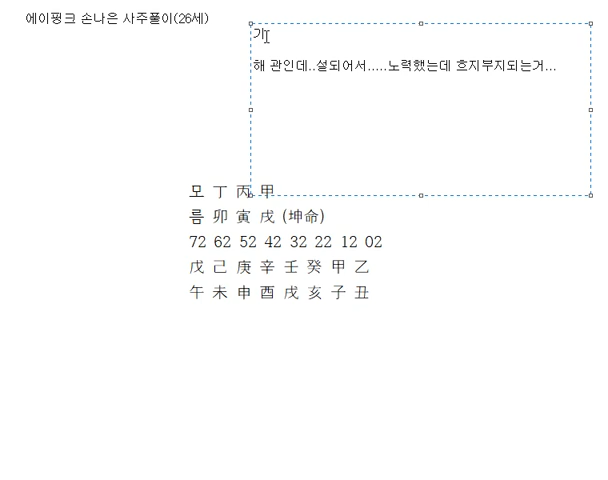 에이핑크 손나은 사주풀이(26세)
기
해 관인데..설되어서.....노력했는데 흐지부지되는거...
모 丁 丙 甲
름 卯 寅 戌 (坤命)
72 62 52 42 32 22 12 02
戊 己 庚 辛 壬 癸 甲 乙
午 未 申 酉 戌 亥 子 丑